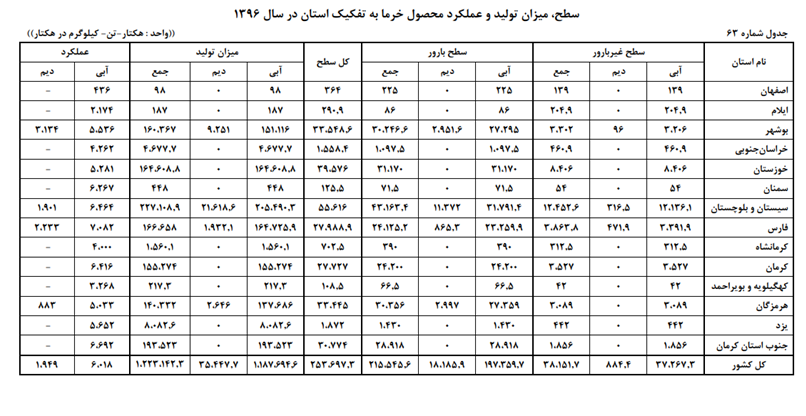 سطح، میزان تولید و عملکرد محصول خرما به تفکیک استان در سال ۱۳۹۶
جدول شماره ۶۳ ((واحد : هکتار-تن- کیلوگرم در هکتار))
نام استان سطح غیربارور سطح بارور کل سطح میزان تولید عملکرد
آبی دیم جمع آبی دیم جمع آبی دیم جمع آبی دیم
اصفهان ۱۳۹ ۰ ۱۳۹ ۲۲۵ ۰ ۲۲۵ ۳۶۴ ۹۸ ۰ ۹۸ ۴۳۶ -
ایلام ۲۰۴,۹ ۰ ۲۰۴,۹ ۸۶ ۰ ۸۶ ۲۹۰,۹ ۱۸۷ ۰ ۱۸۷ ۲,۱۷۴ -
بوشهر ۳,۲۰۶ ۹۶ ۳,۳۰۲ ۲۷,۲۹۵ ۲,۹۵۱,۶ ۳۰,۲۴۶,۶ ۳۳,۵۴۸,۶ ۱۵۱,۱۱۶ ۹,۲۵۱ ۱۶۰,۳۶۷ ۵,۵۳۶ ۳,۱۳۴
خراسان‌جنوبی ۴۶۰,۹ ۰ ۴۶۰,۹ ۱,۰۹۷,۵ ۰ ۱,۰۹۷,۵ ۱,۵۵۸,۴ ۴,۶۷۷,۷ ۰ ۴,۶۷۷,۷ ۴,۲۶۲ -
خوزستان ۸,۴۰۶ ۰ ۸,۴۰۶ ۳۱,۱۷۰ ۰ ۳۱,۱۷۰ ۳۹,۵۷۶ ۱۶۴,۶۰۸,۸ ۰ ۱۶۴,۶۰۸,۸ ۵,۲۸۱ -
سمنان ۵۴ ۰ ۵۴ ۷۱,۵ ۰ ۷۱,۵ ۱۲۵,۵ ۴۴۸ ۰ ۴۴۸ ۶,۲۶۷ -
سیستان و بلوچستان ۱۲,۱۳۶,۱ ۳۱۶,۵ ۱۲,۴۵۲,۶ ۳۱,۷۹۱,۴ ۱۱,۳۷۲ ۴۳,۱۶۳,۴ ۵۵,۶۱۶ ۲۰۵,۴۹۰,۳ ۲۱,۶۱۸,۶ ۲۲۷,۱۰۸,۹ ۶,۴۶۴ ۱,۹۰۱
فارس ۳,۳۹۱,۹ ۴۷۱,۹ ۳,۸۶۳,۸ ۲۳,۲۵۹,۹ ۸۶۵,۳ ۲۴,۱۲۵,۲ ۲۷,۹۸۸,۹ ۱۶۴,۷۲۵,۹ ۱,۹۳۲,۱ ۱۶۶,۶۵۸ ۷,۰۸۲ ۲,۲۳۳
کرمانشاه ۳۱۲,۵ ۰ ۳۱۲,۵ ۳۹۰ ۰ ۳۹۰ ۷۰۲,۵ ۱,۵۶۰,۱ ۰ ۱,۵۶۰,۱ ۴,۰۰۰ -
کرمان ۳,۵۲۷ ۰ ۳,۵۲۷ ۲۴,۲۰۰ ۰ ۲۴,۲۰۰ ۲۷,۷۲۷ ۱۵۵,۲۷۴ ۰ ۱۵۵,۲۷۴ ۶,۴۱۶ -
کهگیلویه و بویراحمد ۴۲ ۰ ۴۲ ۶۶,۵ ۰ ۶۶,۵ ۱۰۸,۵ ۲۱۷,۳ ۰ ۲۱۷,۳ ۳,۲۶۸ -
هرمزگان ۳,۰۸۹ ۰ ۳,۰۸۹ ۲۷,۳۵۹ ۲,۹۹۷ ۳۰,۳۵۶ ۳۳,۴۴۵ ۱۳۷,۶۸۶ ۲,۶۴۶ ۱۴۰,۳۳۲ ۵,۰۳۳ ۸۸۳
یزد ۴۴۲ ۰ ۴۴۲ ۱,۴۳۰ ۰ ۱,۴۳۰ ۱,۸۷۲ ۸,۰۸۲,۶ ۰ ۸,۰۸۲,۶ ۵,۶۵۲ -
جنوب استان کرمان ۱,۸۵۶ ۰ ۱,۸۵۶ ۲۸,۹۱۸ ۰ ۲۸,۹۱۸ ۳۰,۷۷۴ ۱۹۳,۵۲۳ ۰ ۱۹۳,۵۲۳ ۶,۶۹۲ -
کل کشور ۳۷,۲۶۷,۳ ۸۸۴,۴ ۳۸,۱۵۱,۷ ۱۹۷,۳۵۹,۷ ۱۸,۱۸۵,۹ ۲۱۵,۵۴۵,۶ ۲۵۳,۶۹۷,۳ ۱,۱۸۷,۶۹۴,۶ ۳۵,۴۴۷,۷ ۱,۲۲۳,۱۴۲,۳ ۶,۰۱۸ ۱,۹۴۹